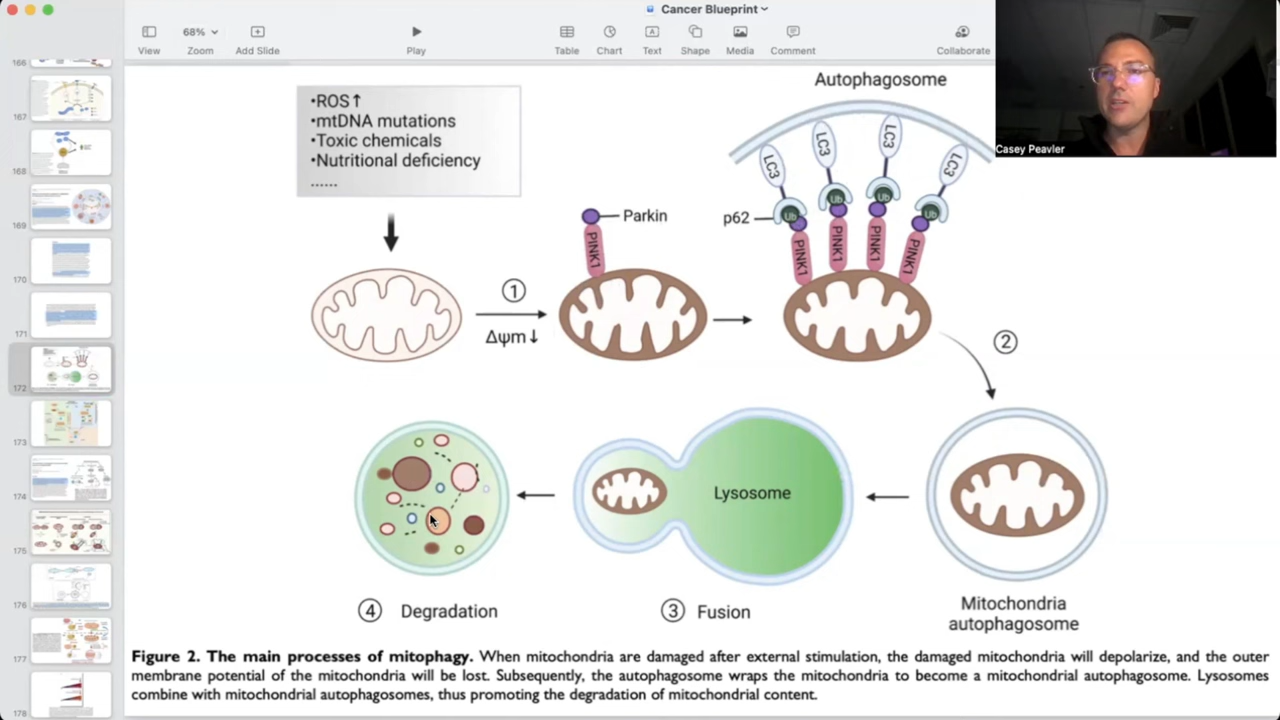 Cancer Blueprint
68%
View
Zoom
Add Slide
Play
Table
Chart
Text
Shape
Media
Comment
Collaborate
Casey Peavler
166
167
168
169
170
171
172
173
174
175
176
177
178
•ROS↑
•mtDNA mutations
•Toxic chemicals
•Nutritional deficiency
......
Autophagosome
LC3
LC3
LC3
LC3
p62
Ub
Ub
Ub
Ub
PINK1
PINK1
PINK1
PINK1
Parkin
PINK1
①
Δψm↓
②
Lysosome
④ Degradation
③ Fusion
Mitochondria
autophagosome
Figure 2. The main processes of mitophagy. When mitochondria are damaged after external stimulation, the damaged mitochondria will depolarize, and the outer
membrane potential of the mitochondria will be lost. Subsequently, the autophagosome wraps the mitochondria to become a mitochondrial autophagosome. Lysosomes
combine with mitochondrial autophagosomes, thus promting the degradation of mitochondrial content.